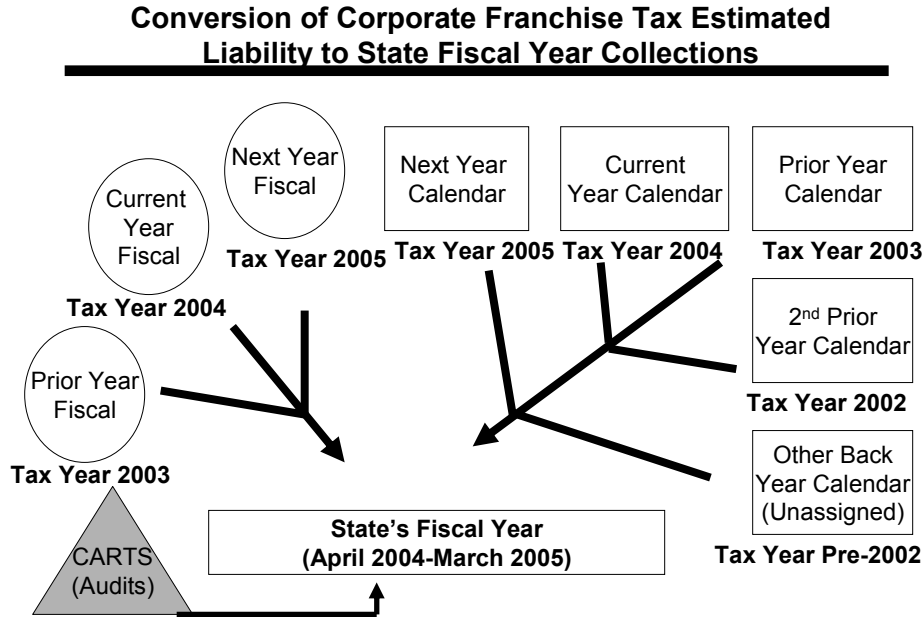 Conversion of Corporate Franchise Tax Estimated
Liability to State Fiscal Year Collections
Next Year
Fiscal
Tax Year 2005
Current
Year
Fiscal
Tax Year 2004
Prior Year
Fiscal
Tax Year 2003
Next Year
Calendar
Tax Year 2005
Current
Year Calendar
Tax Year 2004
Prior Year
Calendar
Tax Year 2003
2nd Prior
Year Calendar
Tax Year 2002
Other Back
Year Calendar
(Unassigned)
Tax Year Pre-2002
CARTS
(Audits)
State's Fiscal Year
(April 2004-March 2005)